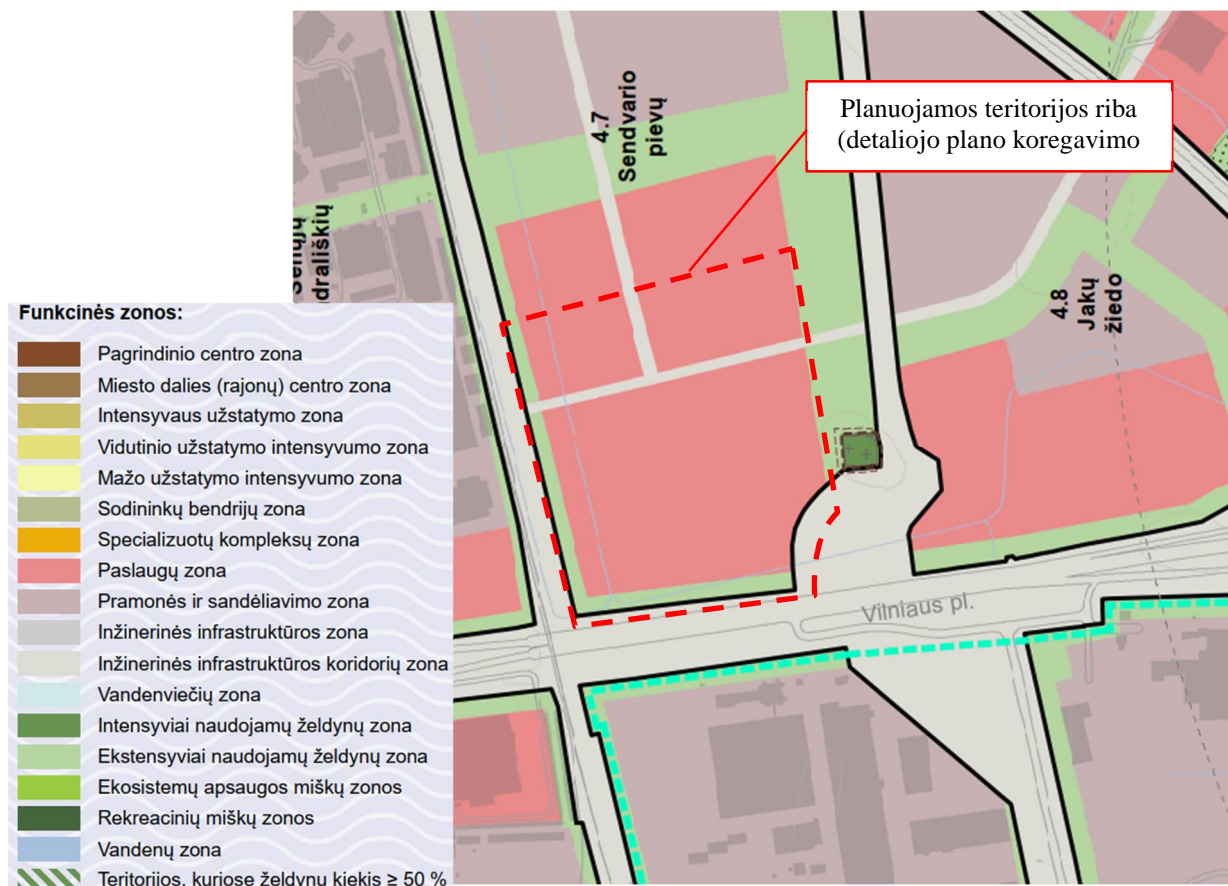 Planuojamos teritorijos riba
(detaliojo plano koregavimo
4.7
Sendvario
pievų
4.8
Jakų
žiedo
Vilniaus pl.
Funkcinės zonos:
Pagrindinio centro zona
Miesto dalies (rajonų) centro zona
Intensyvaus užstatymo zona
Vidutinio užstatymo intensyvumo zona
Mažo užstatymo intensyvumo zona
Sodininkų bendrijų zona
Specializuotų kompleksų zona
Paslaugų zona
Pramonės ir sandėliavimo zona
Inžinerinės infrastruktūros zona
Inžinerinės infrastruktūros koridorių zona
Vandenviečių zona
Intensyviai naudojamų želdynų zona
Ekstensyviai naudojamų želdynų zona
Ekosistemų apsaugos miškų zonos
Rekreacinių miškų zonos
Vandenų zona
Teritorijos, kuriose želdynų kiekis ≥ 50 %